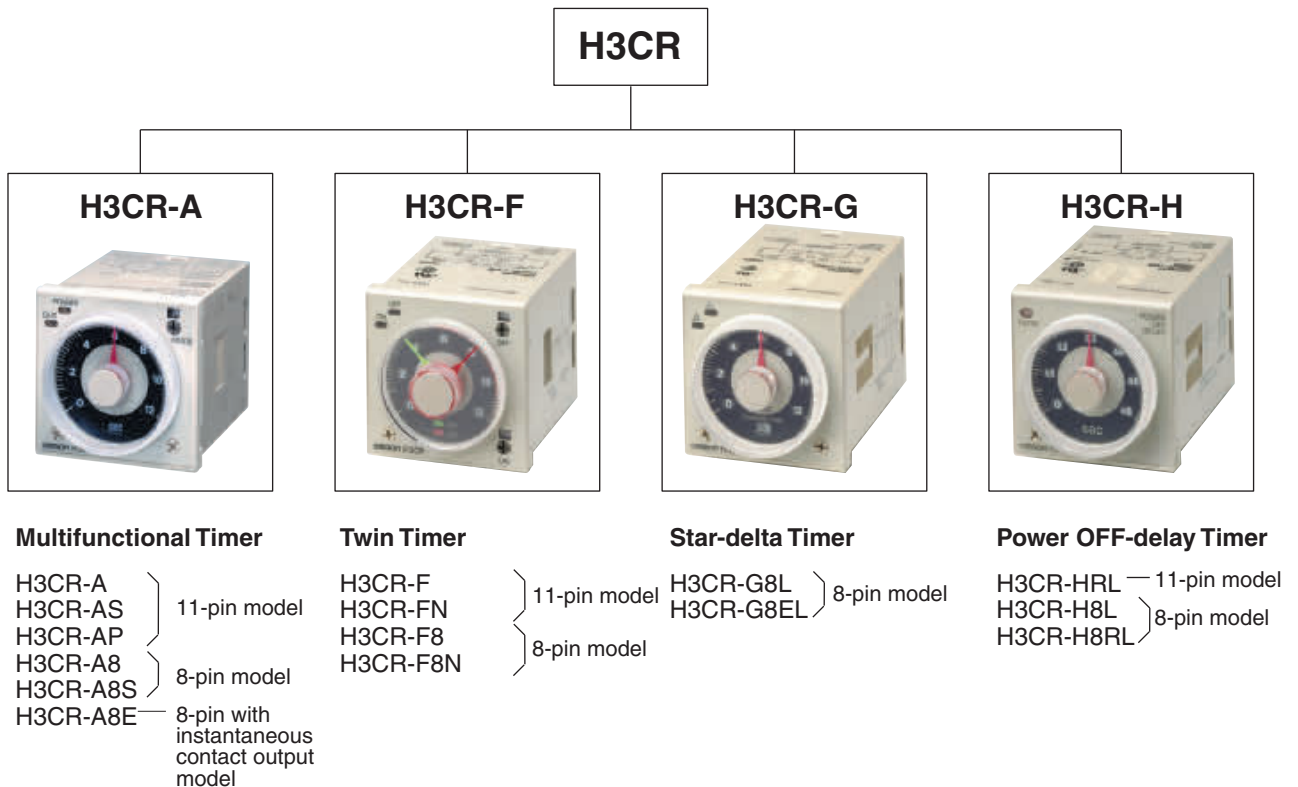 H3CR
H3CR-A
H3CR-F
H3CR-G
H3CR-H
Multifunctional Timer
H3CR-A
H3CR-AS
H3CR-AP
11-pin model
H3CR-A8
H3CR-A8S
8-pin model
H3CR-A8E
8-pin with
instantaneous
contact output
model
Twin Timer
H3CR-F
H3CR-FN
11-pin model
H3CR-F8
H3CR-F8N
8-pin model
Star-delta Timer
H3CR-G8L
H3CR-G8EL
8-pin model
Power OFF-delay Timer
H3CR-HRL
11-pin model
H3CR-H8L
H3CR-H8RL
8-pin model